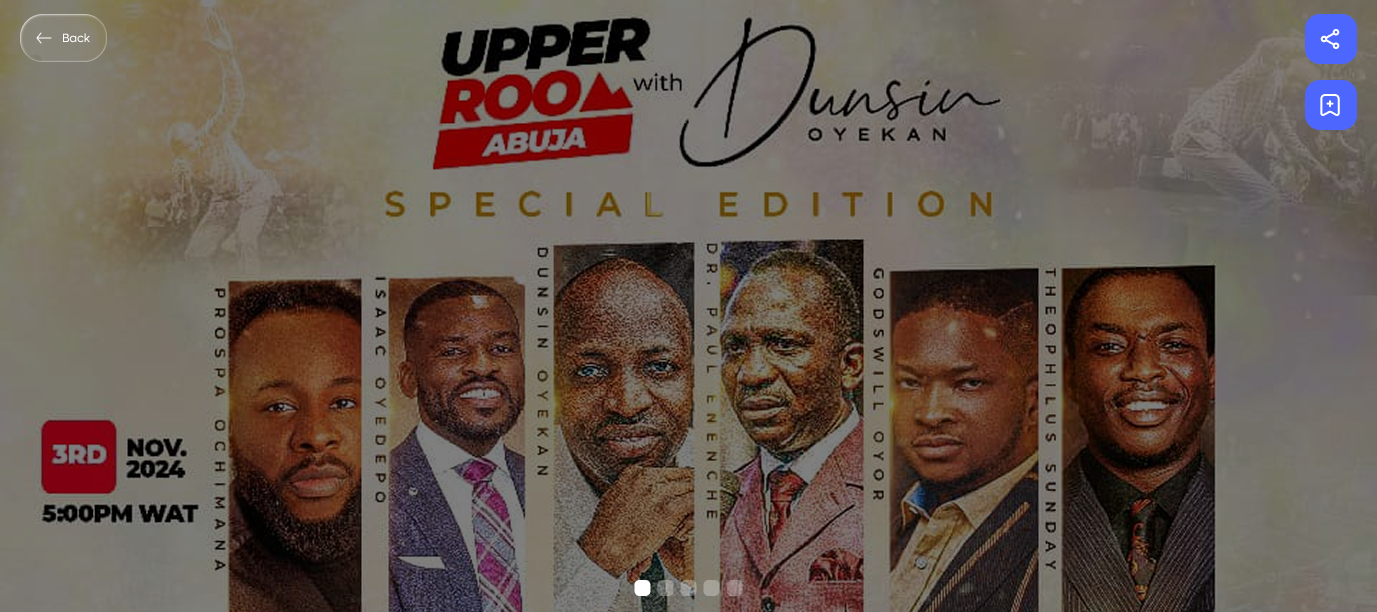 Back
UPPER
ROOM
ABUJA
with
Dunsin
OYEKAN
SPECIAL EDITION
PROSPA OCHIMANA
ISAAC OYEDEPO
DUNSIN OYEKAN
DR. PAUL ENENCHE
GODSWILL OYOR
THEOPHILUS SUNDAY
3RD
NOV.
2024
5:00PM WAT